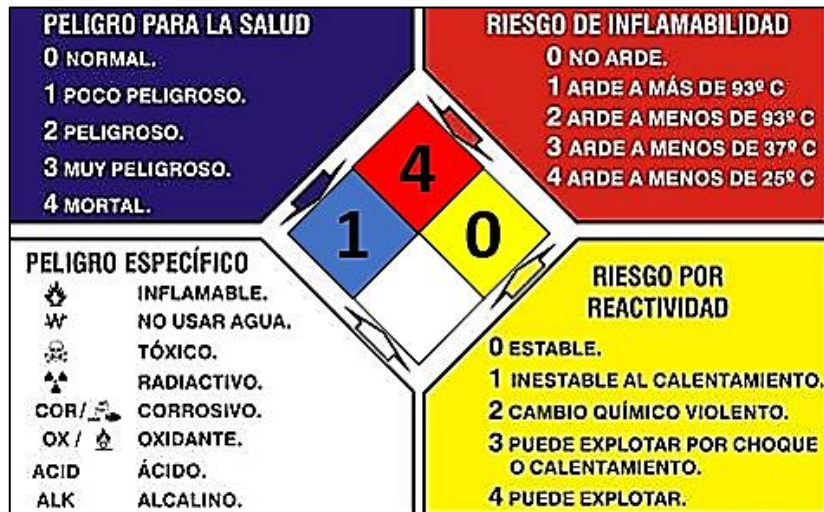 PELIGRO PARA LA SALUD
0 NORMAL.
1 POCO PELIGROSO.
2 PELIGROSO.
3 MUY PELIGROSO.
4 MORTAL.
RIESGO DE INFLAMABILIDAD
0 NO ARDE.
1 ARDE A MÁS DE 93º C
2 ARDE A MENOS DE 93º C
3 ARDE A MENOS DE 37º C
4 ARDE A MENOS DE 25º C
4
1
0
PELIGRO ESPECÍFICO
INFLAMABLE.
W NO USAR AGUA.
TÓXICO.
RADIACTIVO.
COR/ CORROSIVO.
OX / OXIDANTE.
ACID ÁCIDO.
ALK ALCALINO.
RIESGO POR
REACTIVIDAD
0 ESTABLE.
1 INESTABLE AL CALENTAMIENTO.
2 CAMBIO QUÍMICO VIOLENTO.
3 PUEDE EXPLOTAR POR CHOQUE
O CALENTAMIENTO.
4 PUEDE EXPLOTAR.